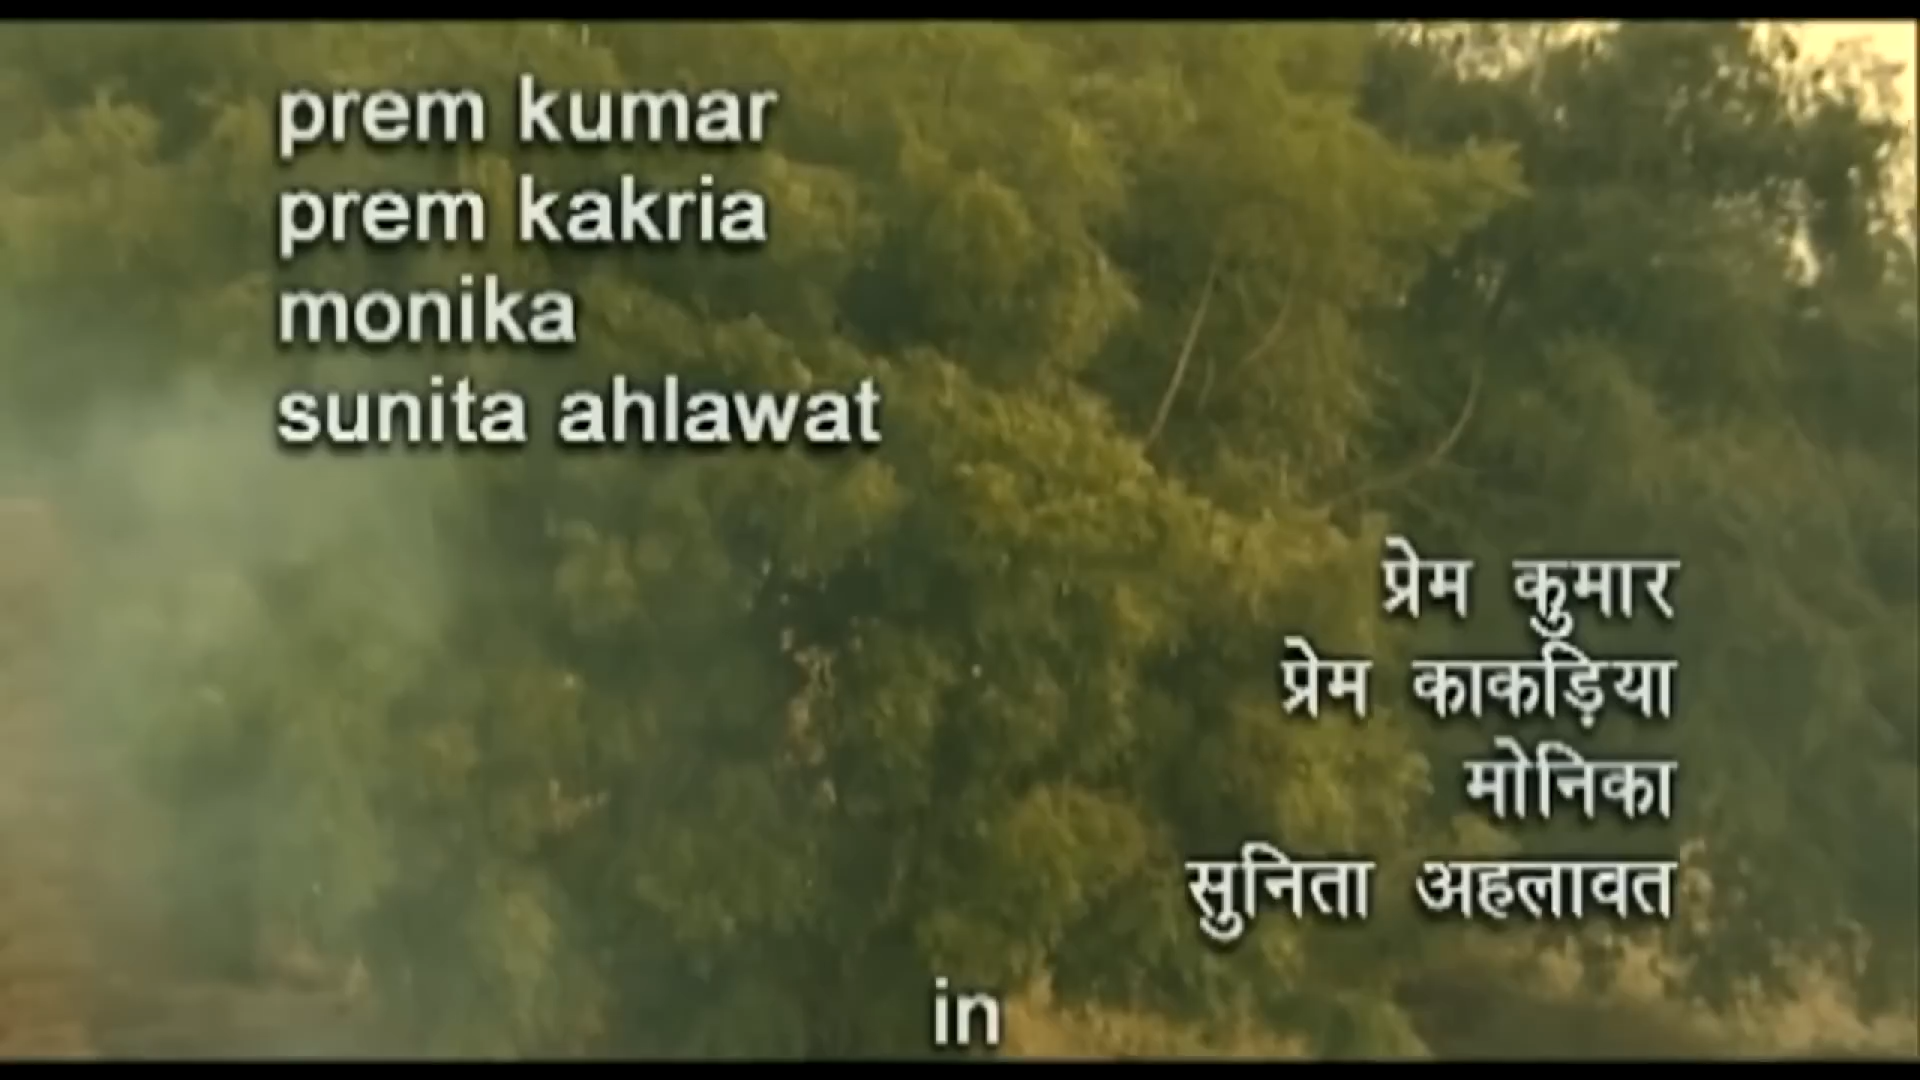 prem kumar
prem kakria
monika
sunita ahlawat
प्रेम कुमार
प्रेम काकड़िया
मोनिका
सुनिता अहलावत
in